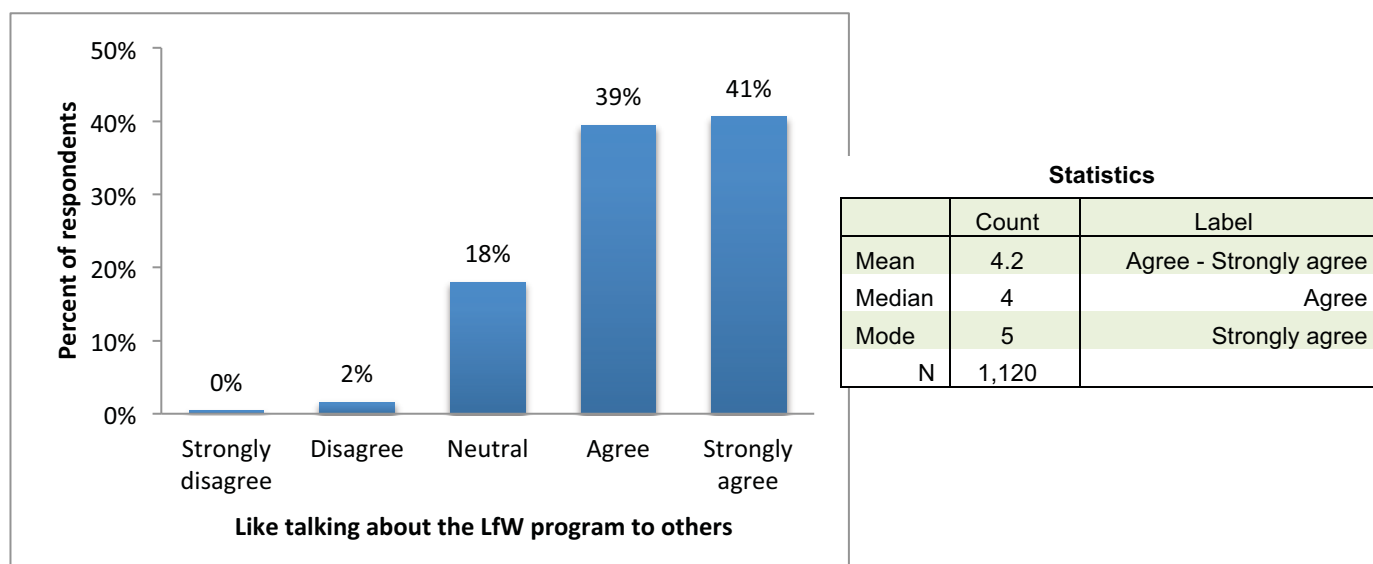 50%
40%
30%
20%
10%
0%
Percent of respondents
0%
2%
18%
39%
41%
Strongly disagree
Disagree
Neutral
Agree
Strongly agree
Like talking about the LfW program to others
Statistics
Count Label
Mean 4.2 Agree - Strongly agree
Median 4 Agree
Mode 5 Strongly agree
N 1,120